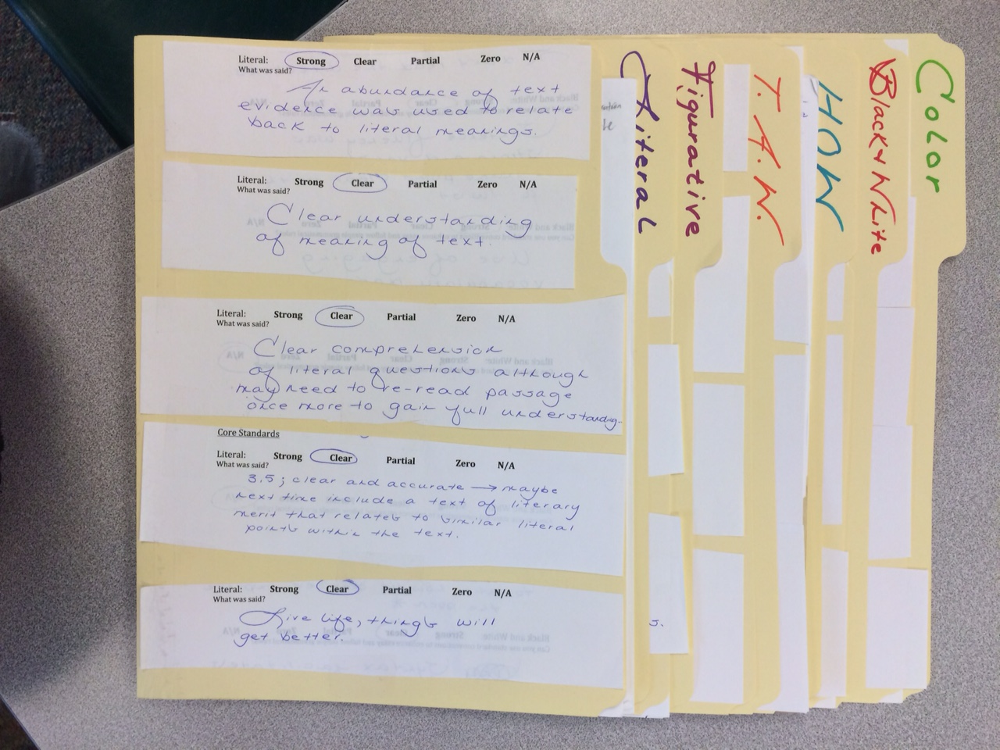 Literal: Strong Clear Partial Zero N/A
What was said?
An abundance of text
evidence was used to relate
back to literal meanings.
Literal: Strong Clear Partial Zero N/A
What was said?
Clear understanding
of meaning of text.
Literal: Strong Clear Partial Zero N/A
What was said?
Clear comprehension
of literal questions although
may need to re-read passage
once more to gain full understanding.
Core Standards
Literal: Strong Clear Partial Zero N/A
What was said?
3.5; clear and accurate → maybe
next time include a text of literary
merit that relates to similar literal
points within the text.
Literal: Strong Clear Partial Zero N/A
What was said?
Live life, things will
get better.
Literal
Figurative
T. A. W.
HOW
Black & White
Color
s.